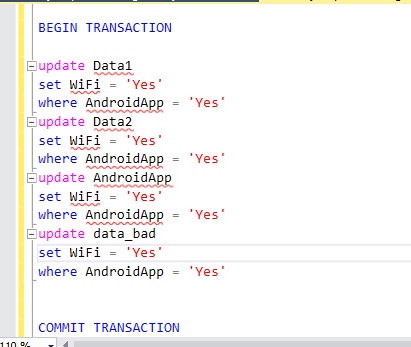 BEGIN TRANSACTION
update Data1
set WiFi = 'Yes'
where AndroidApp = 'Yes'
update Data2
set WiFi = 'Yes'
where AndroidApp = 'Yes'
update AndroidApp
set WiFi = 'Yes'
where AndroidApp = 'Yes'
update data_bad
set WiFi = 'Yes'
where AndroidApp = 'Yes'
COMMIT TRANSACTION
110 %